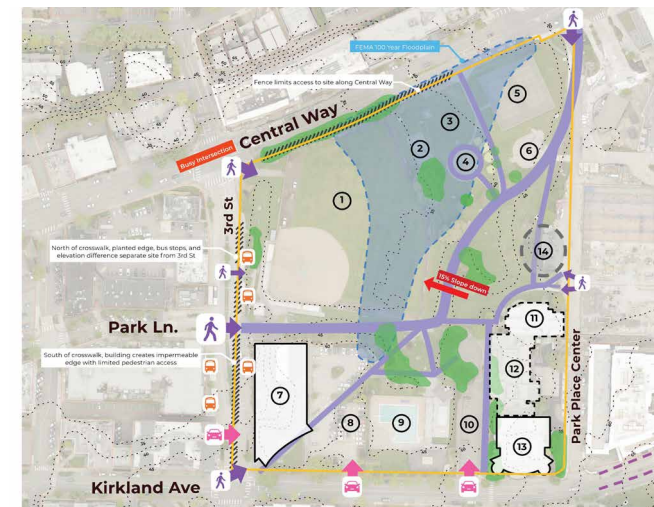 FEMA 100 Year Floodplain
Fence limits access to site along Central Way
Central Way
Busy Intersection
3rd St
North of crosswalk, planted edge, bus stops, and
elevation difference separate site from 3rd St
Park Ln.
South of crosswalk, building creates impermeable
edge with limited pedestrian access
Kirkland Ave
Park Place Center
15% Slope down
1
2
3
4
5
6
7
8
9
10
11
12
13
14